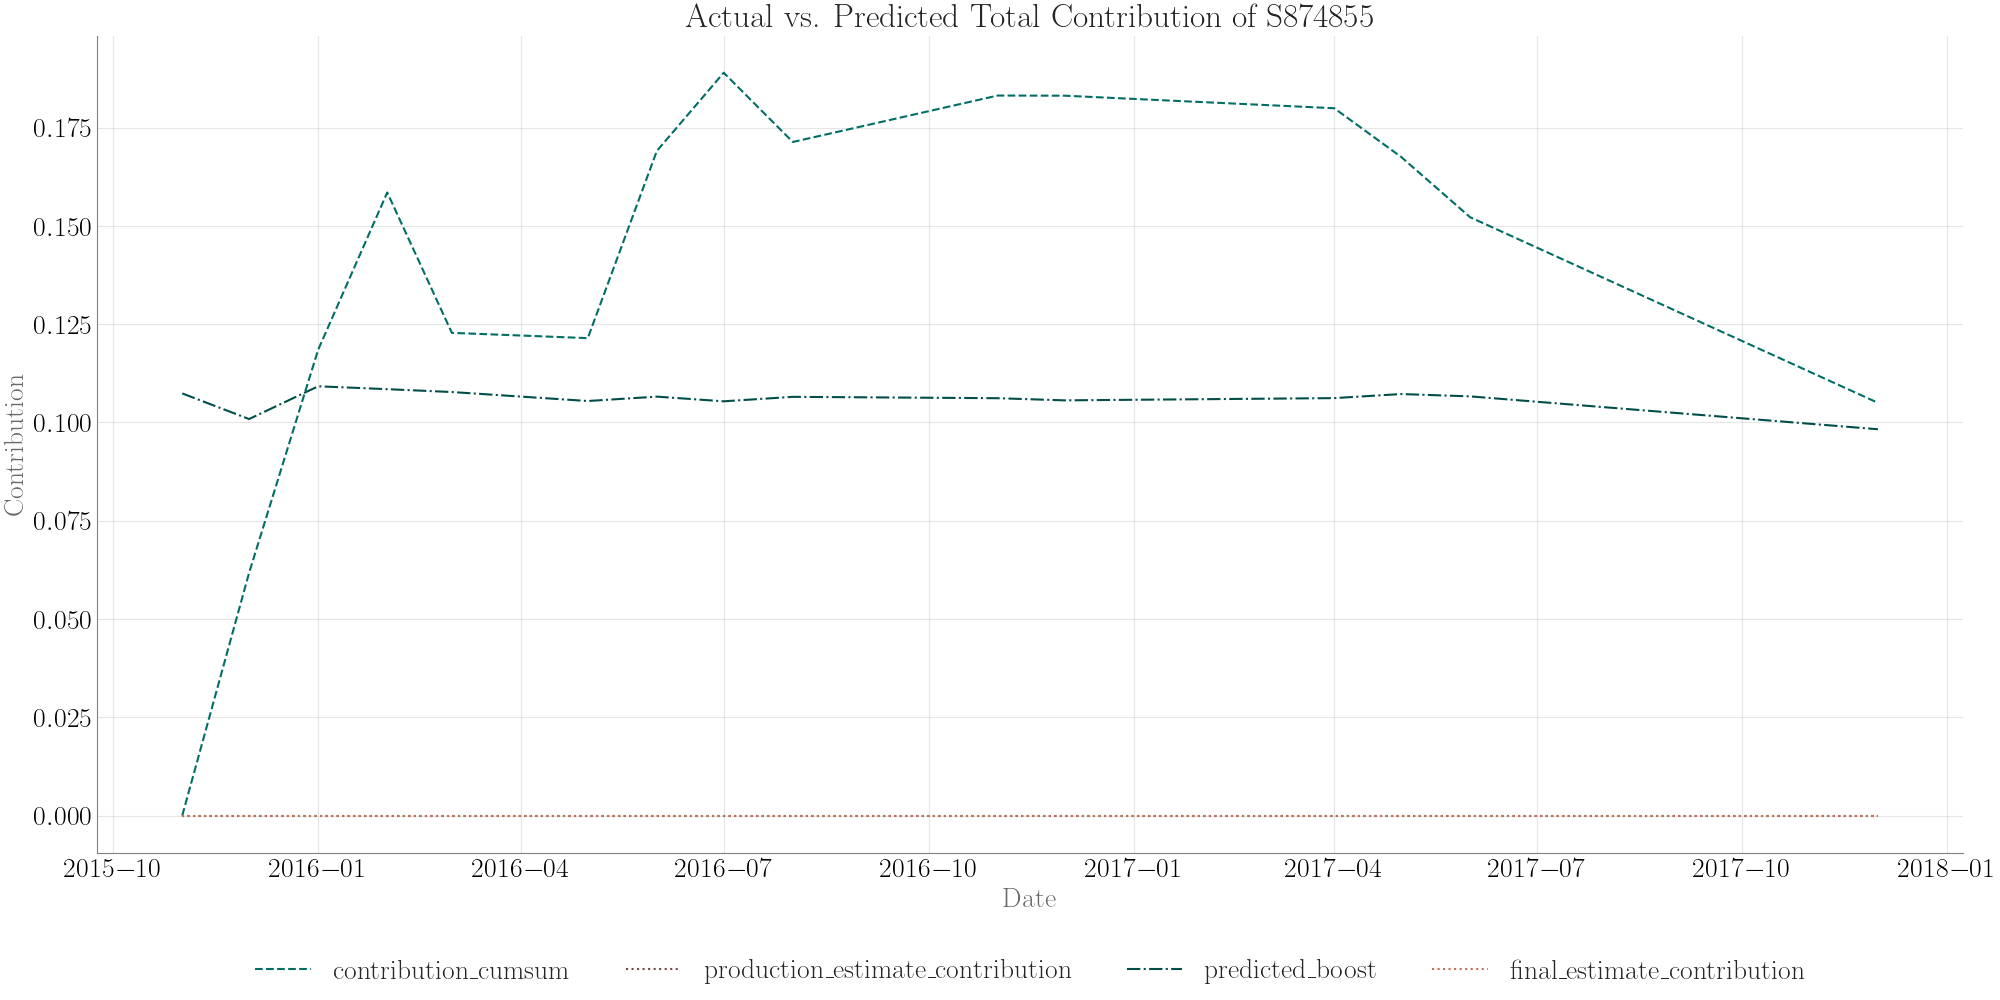 Actual vs. Predicted Total Contribution of S874855
Contribution
0.175
0.150
0.125
0.100
0.075
0.050
0.025
0.000
2015−10 2016−01 2016−04 2016−07 2016−10 2017−01 2017−04 2017−07 2017−10 2018−01
Date
contribution_cumsum production_estimate_contribution predicted_boost final_estimate_contribution